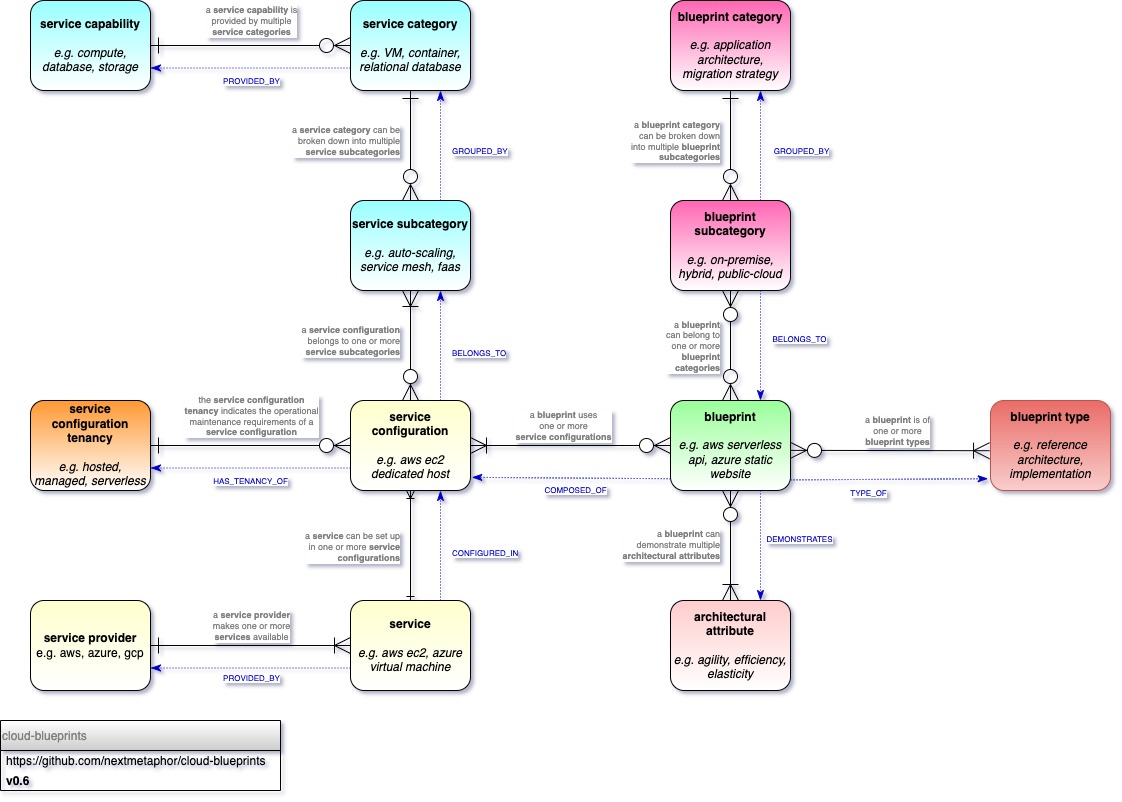 service capability
e.g. compute,
database, storage
a service capability is
provided by multiple
service categories
PROVIDED_BY
service category
e.g. VM, container,
relational database
blueprint category
e.g. application
architecture,
migration strategy
a service category can be
broken down into multiple
service subcategories
GROUPED_BY
a blueprint category
can be broken down
into multiple blueprint
subcategories
GROUPED_BY
service subcategory
e.g. auto-scaling,
service mesh, faas
blueprint
subcategory
e.g. on-premise,
hybrid, public-cloud
a service configuration
belongs to one or more
service subcategories
BELONGS_TO
a blueprint
can belong to
one or more
blueprint
categories
BELONGS_TO
service
configuration
tenancy
e.g. hosted,
managed, serverless
the service configuration
tenancy indicates the operational
maintenance requirements of a
service configuration
HAS_TENANCY_OF
service
configuration
e.g. aws ec2
dedicated host
a blueprint uses
one or more
service configurations
COMPOSED_OF
blueprint
e.g. aws serverless
api, azure static
website
a blueprint is of
one or more
blueprint types
TYPE_OF
blueprint type
e.g. reference
architecture,
implementation
a service can be set up
in one or more service
configurations
CONFIGURED_IN
a blueprint can
demonstrate multiple
architectural attributes
DEMONSTRATES
service provider
e.g. aws, azure, gcp
a service provider
makes one or more
services available
PROVIDED_BY
service
e.g. aws ec2, azure
virtual machine
architectural
attribute
e.g. agility, efficiency,
elasticity
cloud-blueprints
https://github.com/nextmetaphor/cloud-blueprints
v0.6